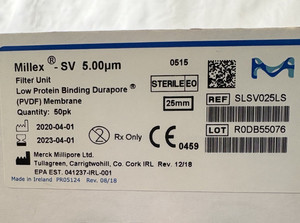 Millex® - SV 5.00µm
0515
Filter Unit
STERILE EO
Low Protein Binding Durapore®
(PVDF) Membrane
25mm
Quantity: 50pk
REF SLSV025LS
2020-04-01
2023-04-01
2
Rx Only
CE 0459
LOT R0DB55076
Merck Millipore Ltd.
Tullagreen, Carrigtwohill, Co. Cork IRL Rev. 12/18
EPA Est. 041237-IRL-001
Made in Ireland PR05124 Rev. 08/18